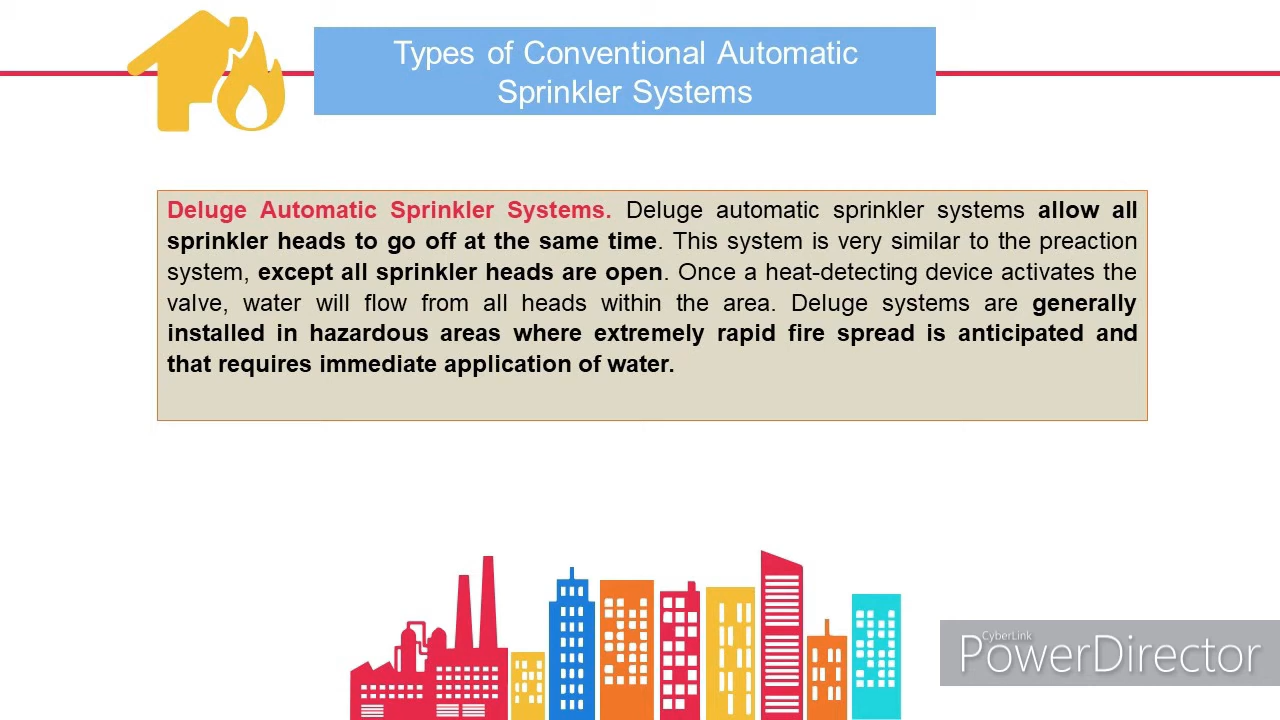 Types of Conventional Automatic
Sprinkler Systems
Deluge Automatic Sprinkler Systems. Deluge automatic sprinkler systems allow all
sprinkler heads to go off at the same time. This system is very similar to the preaction
system, except all sprinkler heads are open. Once a heat-detecting device activates the
valve, water will flow from all heads within the area. Deluge systems are generally
installed in hazardous areas where extremely rapid fire spread is anticipated and
that requires immediate application of water.
CyberLink
PowerDirector